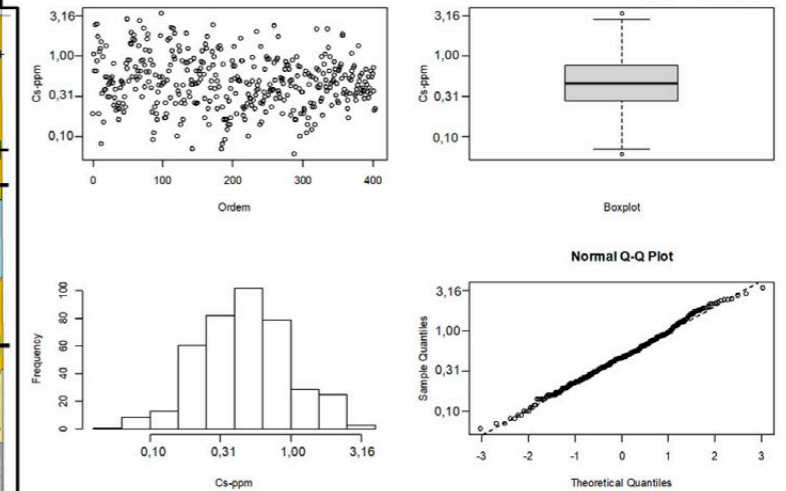 3,16
1,00
0,31
0,10
Cs-ppm
0 100 200 300 400
Ordem
3,16
1,00
0,31
0,10
Cs-ppm
Boxplot
100
80
60
40
20
0
Frequency
0,10 0,31 1,00 3,16
Cs-ppm
Normal Q-Q Plot
3,16
1,00
0,31
0,10
Sample Quantiles
-3 -2 -1 0 1 2 3
Theoretical Quantiles